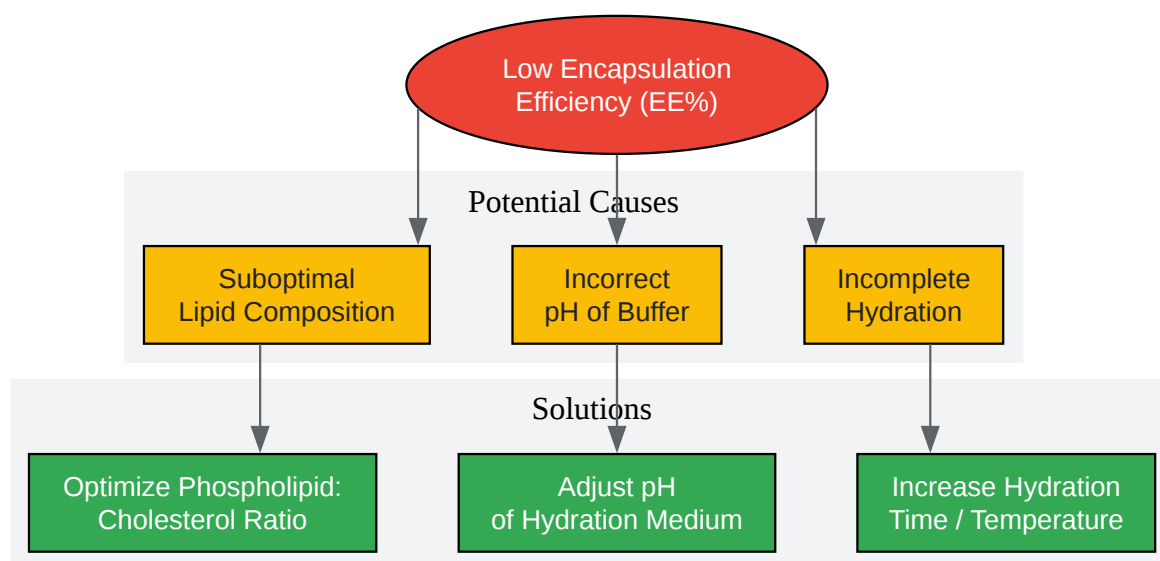 Low Encapsulation
Efficiency (EE%)
Potential Causes
Suboptimal
Lipid Composition
Incorrect
pH of Buffer
Incomplete
Hydration
Solutions
Optimize Phospholipid:
Cholesterol Ratio
Adjust pH
of Hydration Medium
Increase Hydration
Time / Temperature